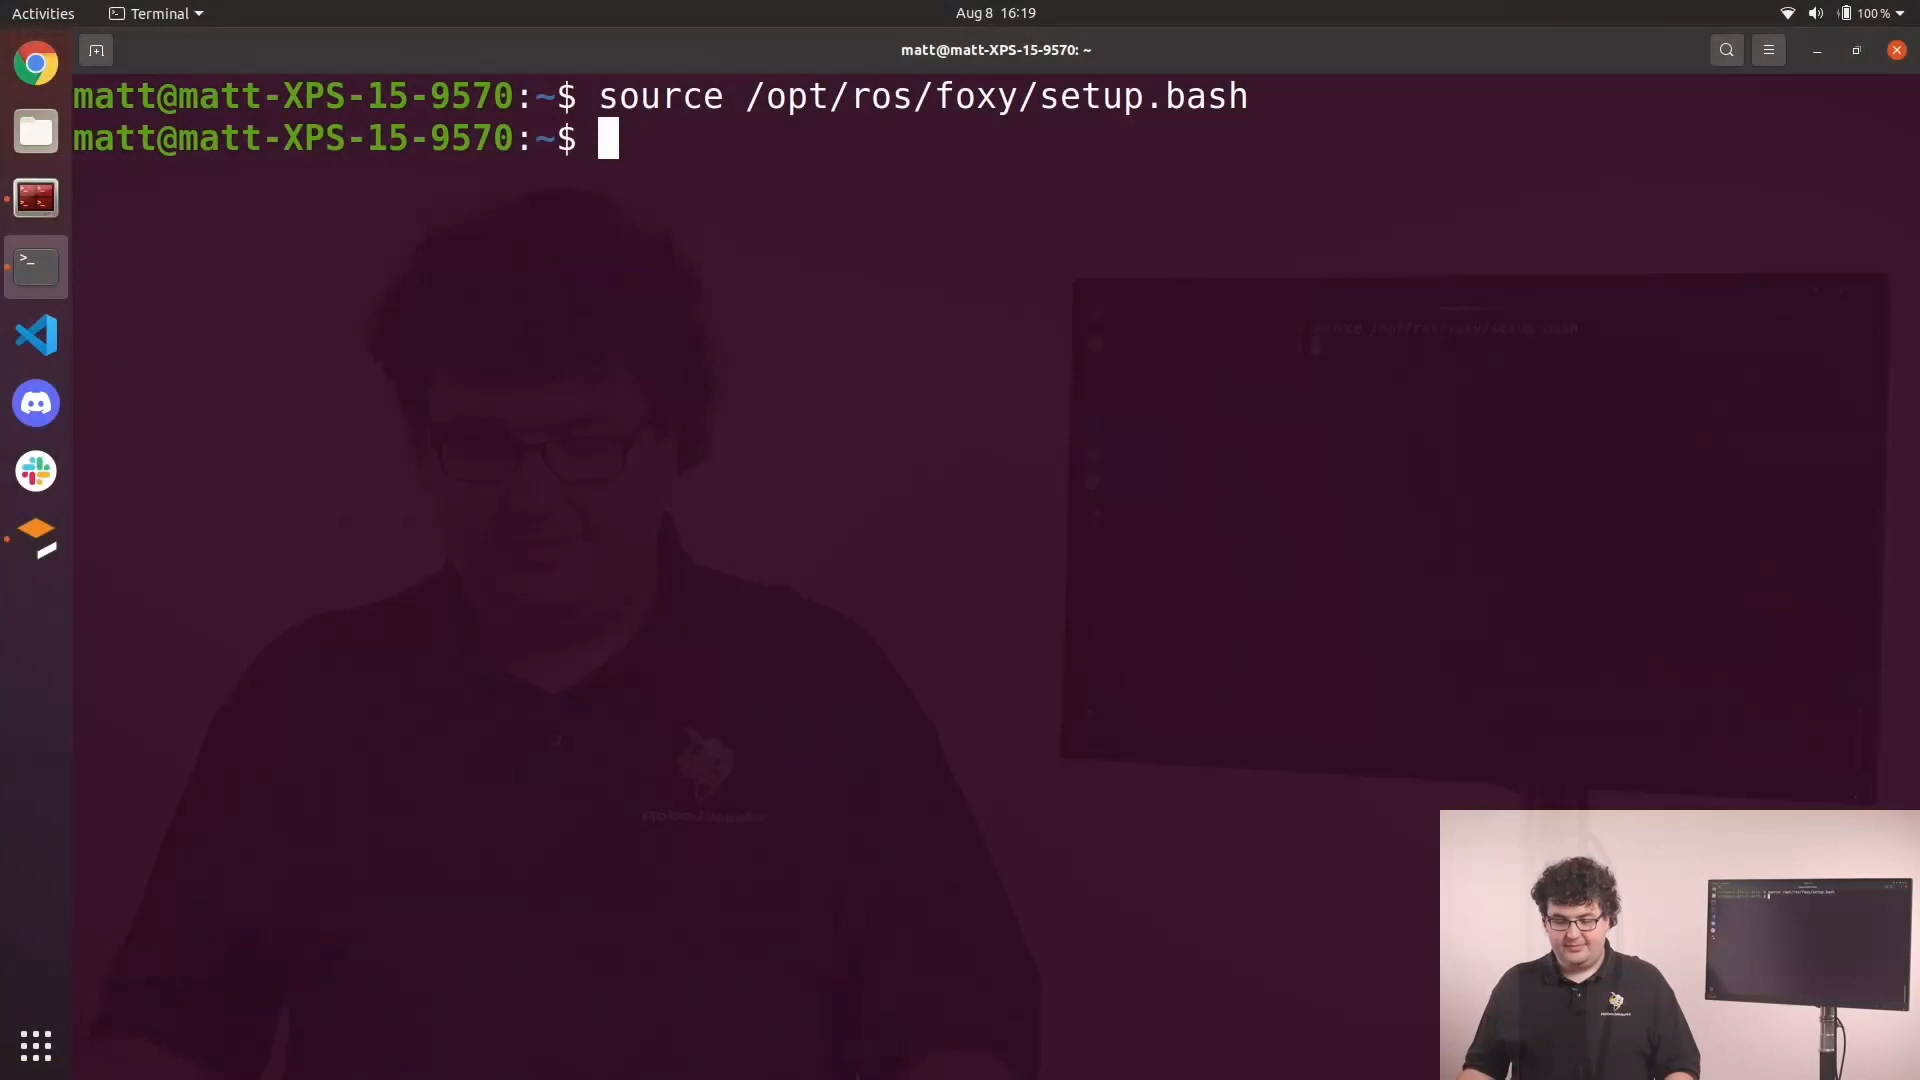 Activities
Terminal
Aug 8 16:19
100 %
matt@matt-XPS-15-9570: ~
matt@matt-XPS-15-9570:~$ source /opt/ros/foxy/setup.bash
matt@matt-XPS-15-9570:~$
>_
RoboJackets